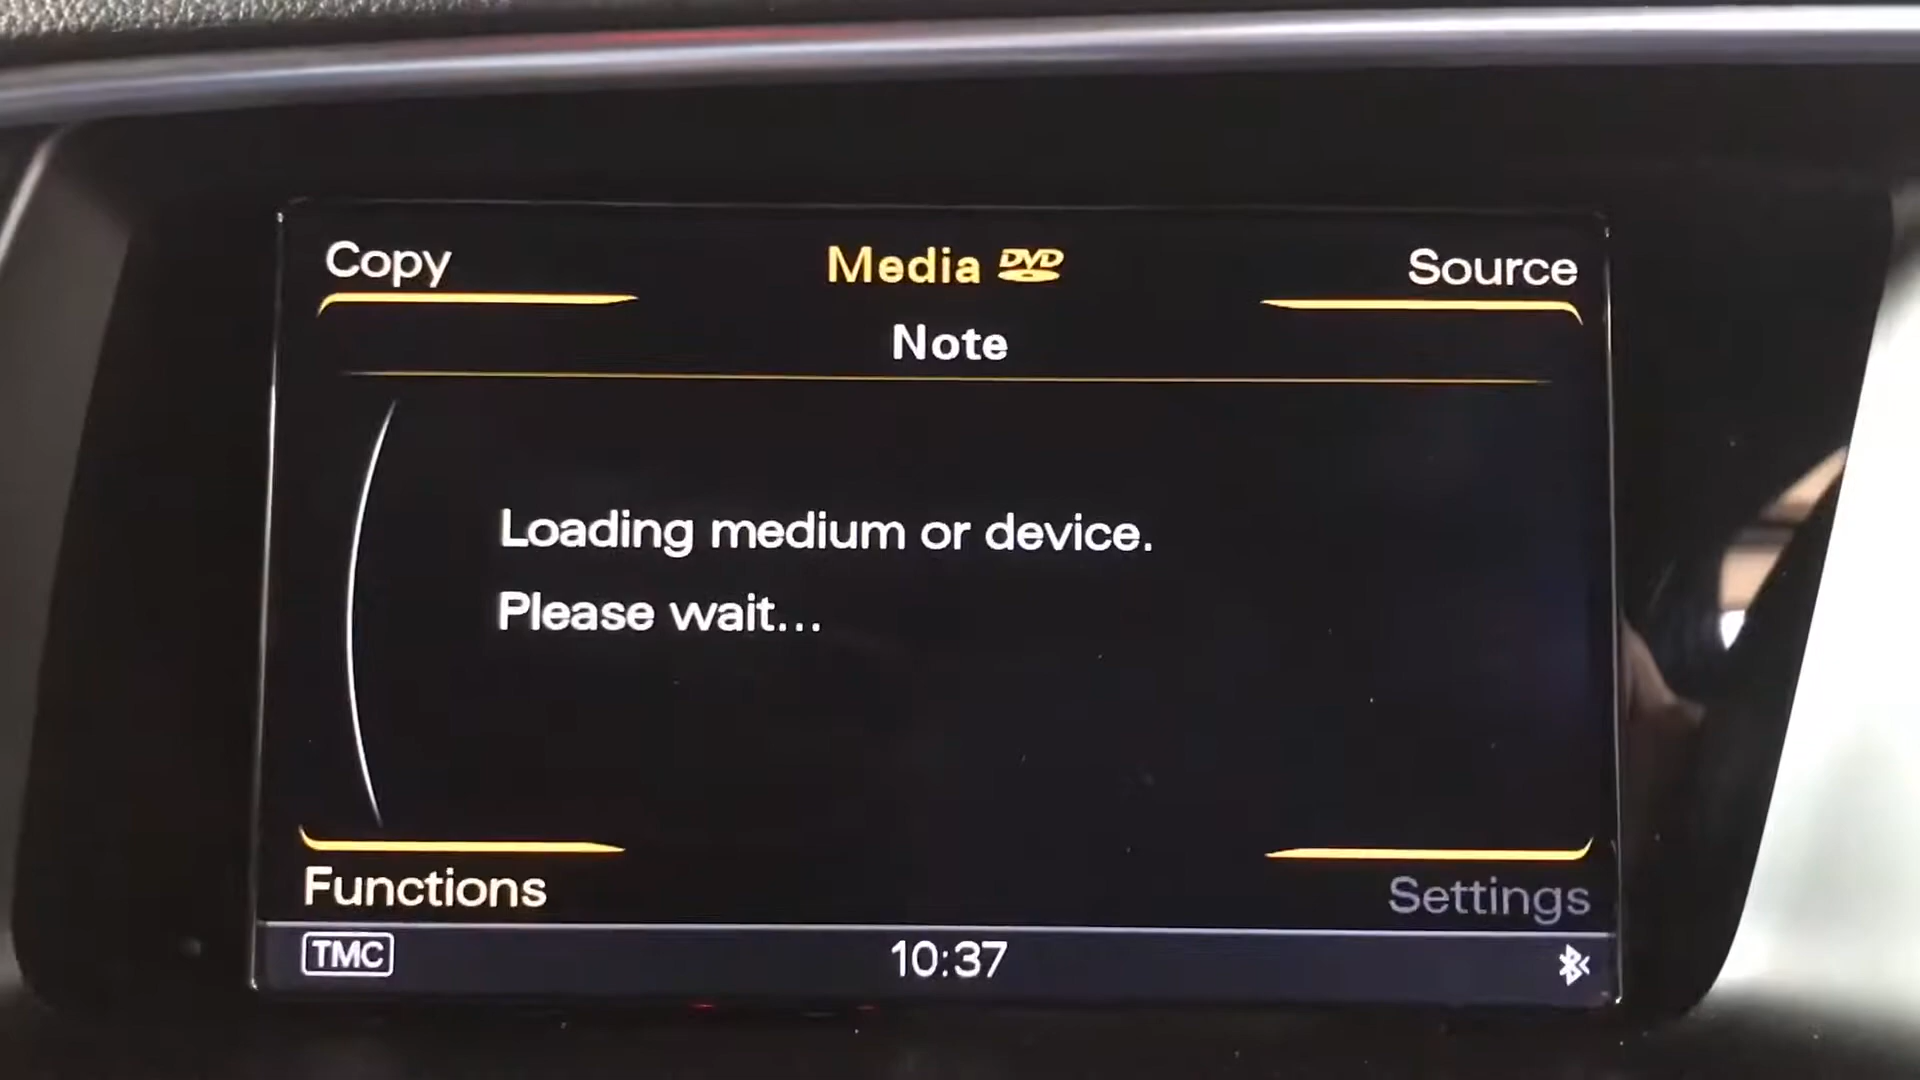 Copy
Media DVD
Source
Note
Loading medium or device.
Please wait...
Functions
Settings
TMC
10:37